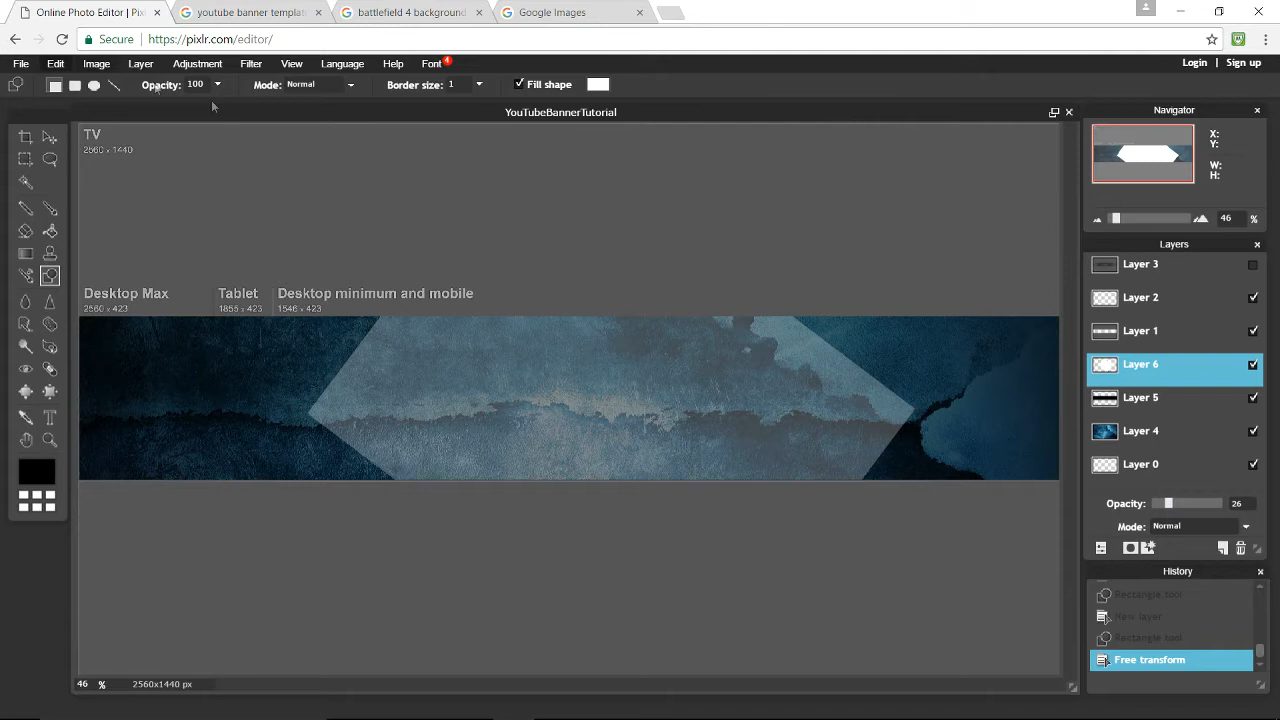 Online Photo Editor | Pixl
youtube banner templat
battlefield 4 background
Google Images
Secure
https://pixlr.com/editor/
File Edit Image Layer Adjustment Filter View Language Help Font 4
Login Sign up
Opacity: 100 Mode: Normal Border size: 1 Fill shape
YouTubeBannerTutorial
TV
2560 x 1440
Desktop Max
2560 x 423
Tablet
1855 x 423
Desktop minimum and mobile
1546 x 423
46 % 2560x1440 px
Navigator
X:
Y:
W:
H:
46 %
Layers
Layer 3
Layer 2
Layer 1
Layer 6
Layer 5
Layer 4
Layer 0
Opacity: 26
Mode: Normal
History
Rectangle tool
New layer
Rectangle tool
Free transform